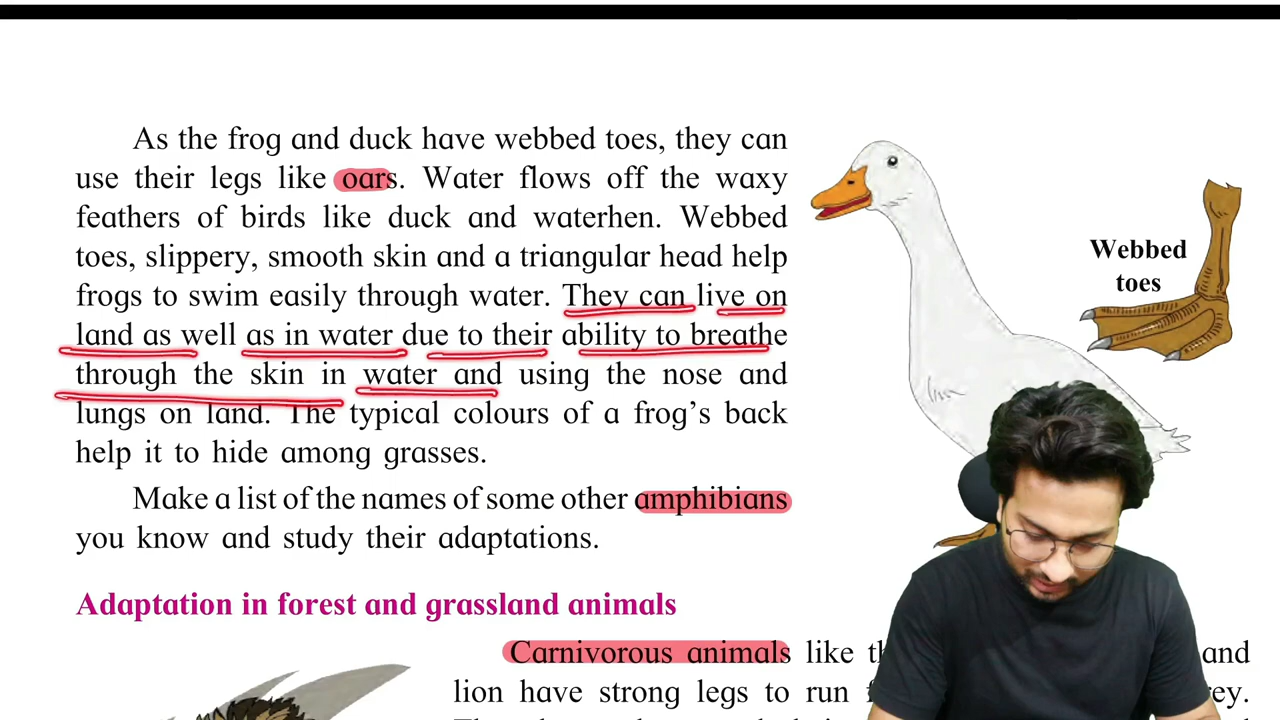 As the frog and duck have webbed toes, they can
use their legs like oars. Water flows off the waxy
feathers of birds like duck and waterhen. Webbed
toes, slippery, smooth skin and a triangular head help
frogs to swim easily through water. They can live on
land as well as in water due to their ability to breathe
through the skin in water and using the nose and
lungs on land. The typical colours of a frog's back
help it to hide among grasses.
Make a list of the names of some other amphibians
you know and study their adaptations.
Webbed
toes
Adaptation in forest and grassland animals
Carnivorous animals like and
lion have strong legs to run